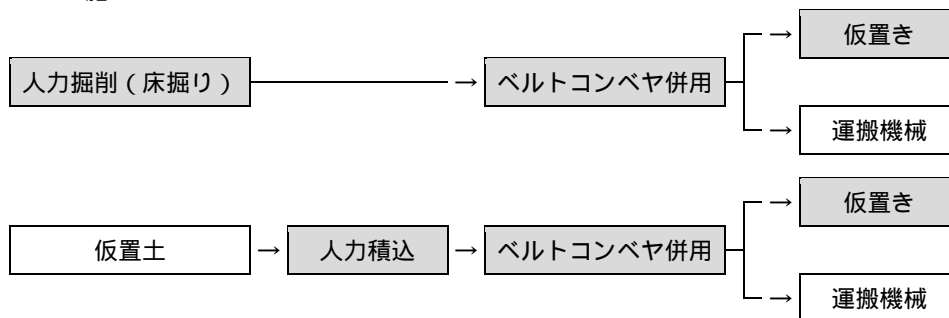 仮置き
人力掘削(床掘り) → ベルトコンベヤ併用 →
→ 運搬機械
仮置き
仮置土 → 人力積込 → ベルトコンベヤ併用 →
→ 運搬機械